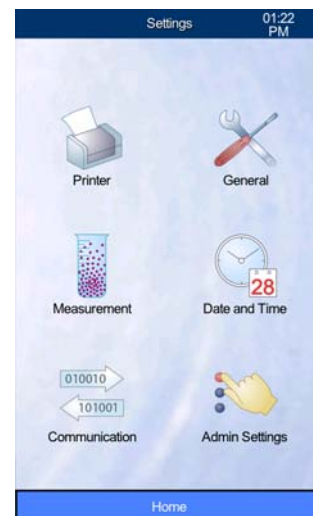 Settings
01:22
PM
Printer
General
28
Measurement
Date and Time
010010
101001
Communication
Admin Settings
Home